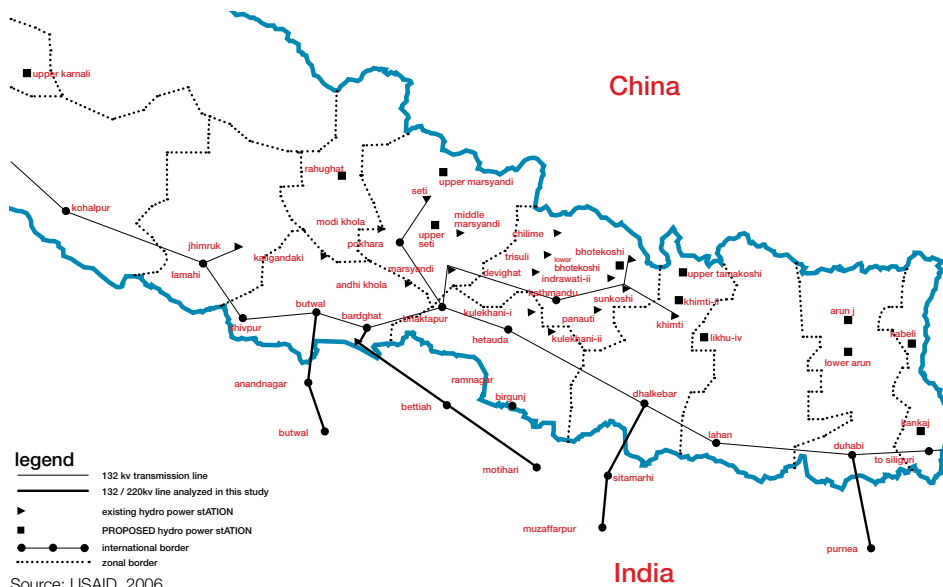 China
upper karnali
rahughat
upper marsyandi
seti
kohalpur
modi khola
middle
marsyandi
upper
seti
chilime
jhimruk
pokhara
kaligandaki
trisuli
lower
bhotekoshi
bhotekoshi
lamahi
marsyandi
devighat
indrawati-ii
upper tamakoshi
andhi khola
kathmandu
sunkoshi
khimti-ii
butwal
bhaktapur
kulekhani-i
panauti
khimti
arun j
shivpur
bardghat
hetauda
kulekhani-ii
likhu-iv
kabeli
lower arun
anandnagar
ramnagar
bettiah
birgunj
dhalkebar
butwal
lahan
kankaj
duhabi
to siliguri
motihari
sitamarhi
muzaffarpur
purnea
India
legend
132 kv transmission line
132 / 220kv line analyzed in this study
existing hydro power stATION
PROPOSED hydro power stATION
international border
zonal border
Source: USAID, 2006